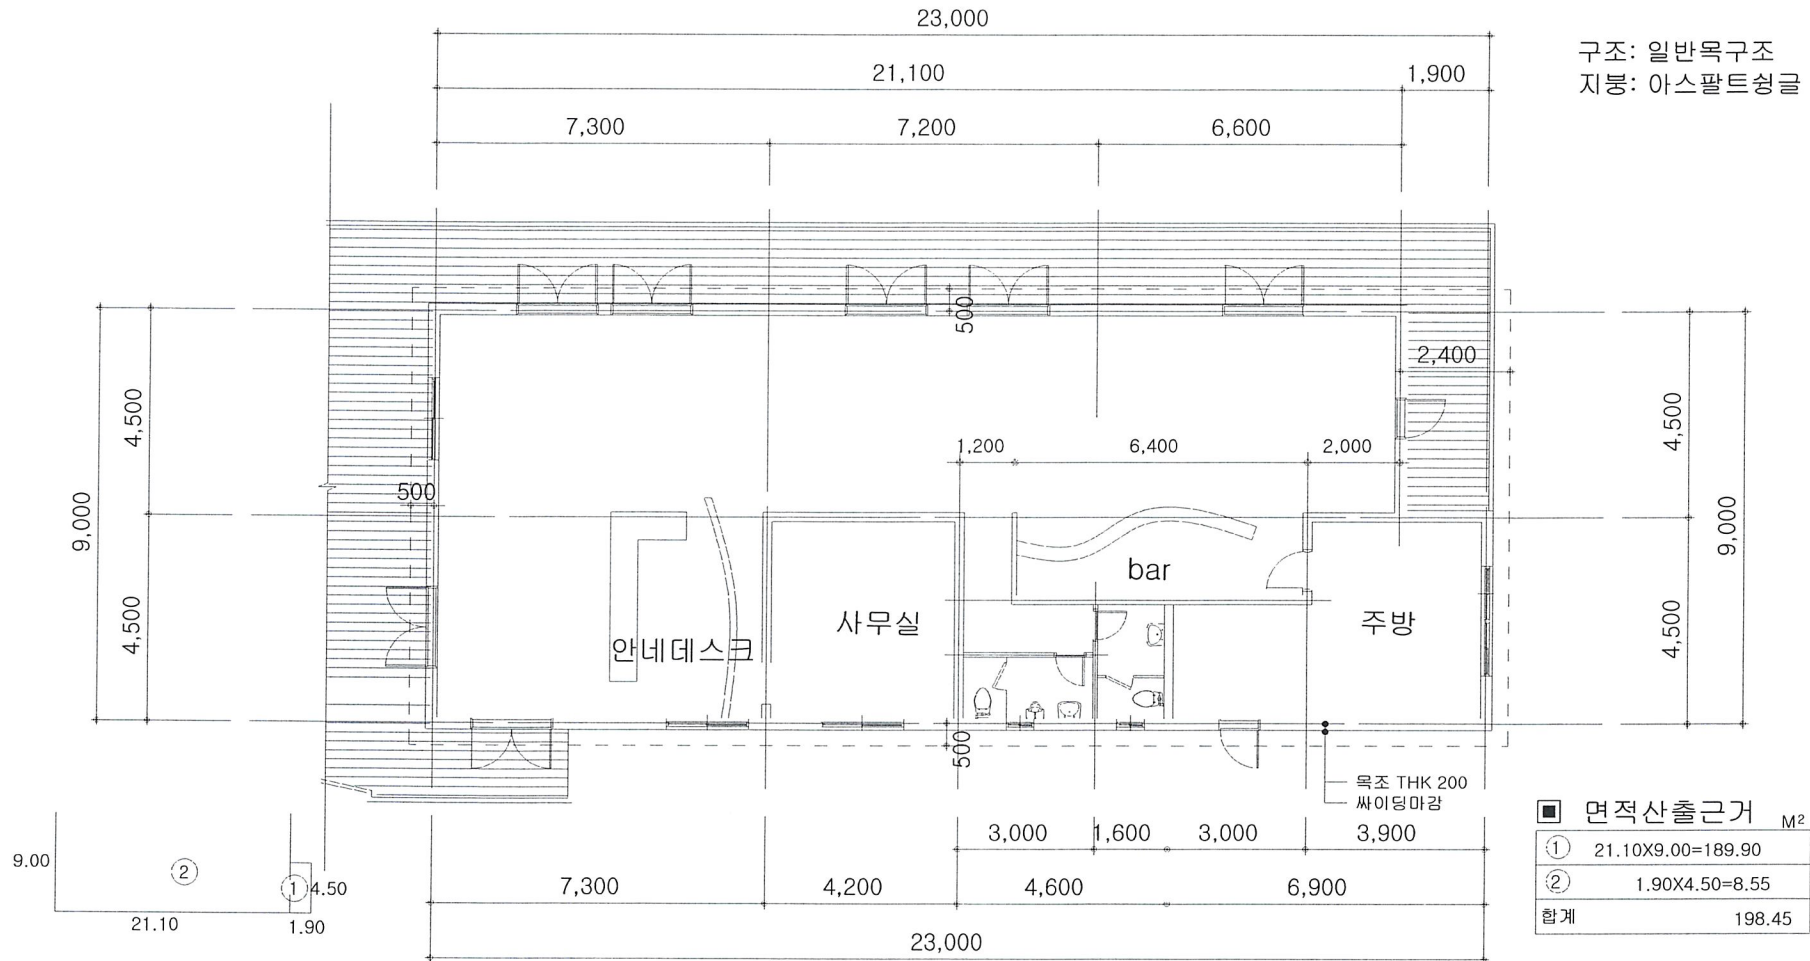 23,000
구조: 일반목구조
지붕: 아스팔트슁글
21,100
1,900
7,300
7,200
6,600
500
2,400
4,500
4,500
1,200
6,400
2,000
500
9,000
9,000
bar
사무실
주방
안네데스크
4,500
4,500
500
목조 THK 200
싸이딩마감
■ 면적산출근거 M²
① 21.10X9.00=189.90
② 1.90X4.50=8.55
합계 198.45
3,000
1,600
3,000
3,900
9.00
②
① 4.50
21.10
1.90
7,300
4,200
4,600
6,900
23,000